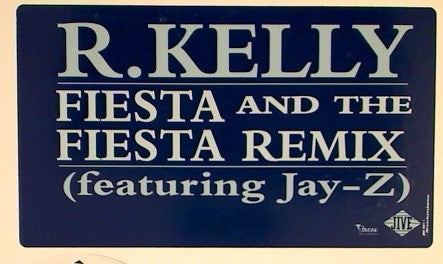 R.KELLY
FIESTA AND THE
FIESTA REMIX
(featuring Jay-Z)
JIVE